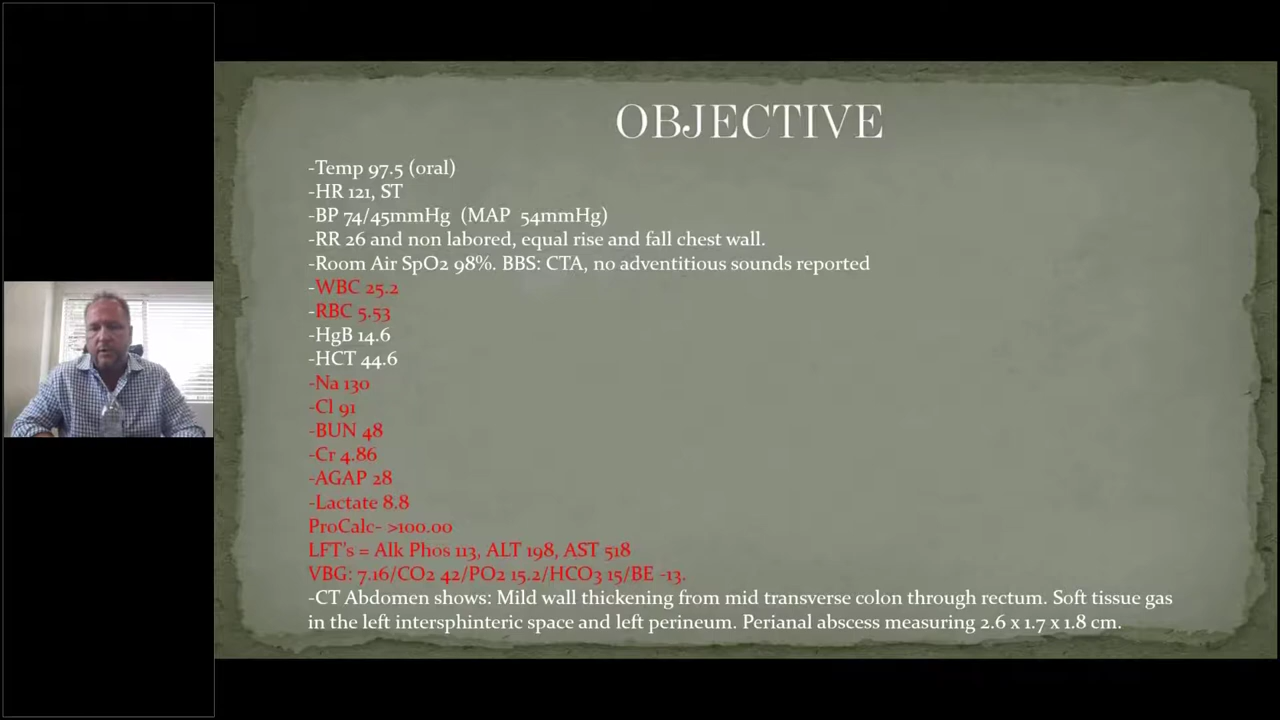 OBJECTIVE
-Temp 97.5 (oral)
-HR 121, ST
-BP 74/45mmHg  (MAP  54mmHg)
-RR 26 and non labored, equal rise and fall chest wall.
-Room Air SpO2 98%. BBS: CTA, no adventitious sounds reported
-WBC 25.2
-RBC 5.53
-HgB 14.6
-HCT 44.6
-Na 130
-Cl 91
-BUN 48
-Cr 4.86
-AGAP 28
-Lactate 8.8
ProCalc- >100.00
LFT's = Alk Phos 113, ALT 198, AST 518
VBG: 7.16/CO2 42/PO2 15.2/HCO3 15/BE -13.
-CT Abdomen shows: Mild wall thickening from mid transverse colon through rectum. Soft tissue gas
in the left intersphinteric space and left perineum. Perianal abscess measuring 2.6 x 1.7 x 1.8 cm.